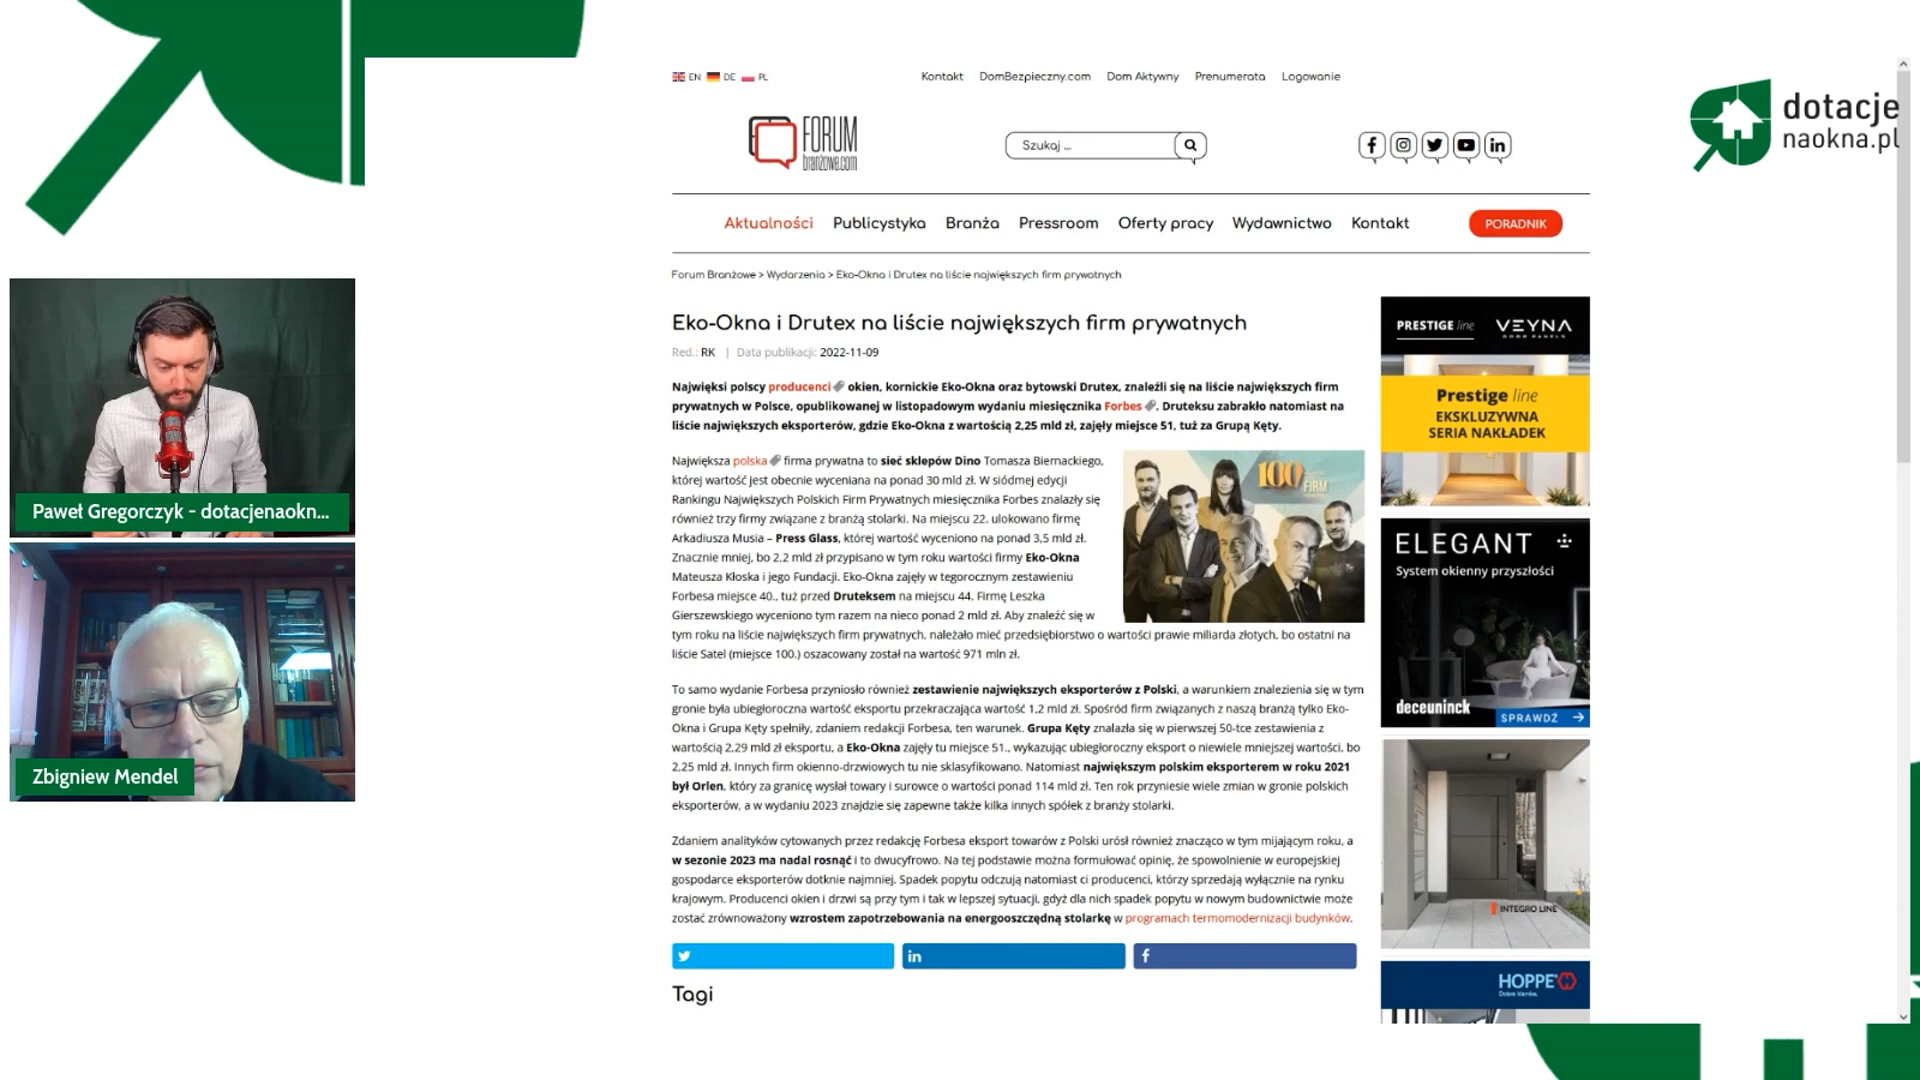 EN DE PL
Kontakt DomBezpieczny.com Dom Aktywny Prenumerata Logowanie
dotacje
naokna.pl
FORUM
branżowe.com
Szukaj ...
Aktualności Publicystyka Branża Pressroom Oferty pracy Wydawnictwo Kontakt PORADNIK
Forum Branżowe > Wydarzenia > Eko-Okna i Drutex na liście największych firm prywatnych
Eko-Okna i Drutex na liście największych firm prywatnych
Red.: RK | Data publikacji: 2022-11-09
Najwięksi polscy producenci okien, kornickie Eko-Okna oraz bytowski Drutex, znaleźli się na liście największych firm
prywatnych w Polsce, opublikowanej w listopadowym wydaniu miesięcznika Forbes. Druteksu zabrakło natomiast na
liście największych eksporterów, gdzie Eko-Okna z wartością 2,25 mld zł, zajęły miejsce 51, tuż za Grupą Kęty.
Największa polska firma prywatna to sieć sklepów Dino Tomasza Biernackiego,
której wartość jest obecnie wyceniana na ponad 30 mld zł. W siódmej edycji
Rankingu Największych Polskich Firm Prywatnych miesięcznika Forbes znalazły się
również trzy firmy związane z branżą stolarki. Na miejscu 22. ulokowano firmę
Arkadiusza Musia – Press Glass, której wartość wyceniono na ponad 3,5 mld zł.
Znacznie mniej, bo 2,2 mld zł przypisano w tym roku wartości firmy Eko-Okna
Mateusza Kłoska i jego Fundacji. Eko-Okna zajęły w tegorocznym zestawieniu
Forbesa miejsce 40., tuż przed Druteksem na miejscu 44. Firmę Leszka
Gierszewskiego wyceniono tym razem na nieco ponad 2 mld zł. Aby znaleźć się w
tym roku na liście największych firm prywatnych, należało mieć przedsiębiorstwo o wartości prawie miliarda złotych, bo ostatni na
liście Satel (miejsce 100.) oszacowany został na wartość 971 mln zł.
100
FIRM
To samo wydanie Forbesa przyniosło również zestawienie największych eksporterów z Polski, a warunkiem znalezienia się w tym
gronie była ubiegłoroczna wartość eksportu przekraczająca wartość 1,2 mld zł. Spośród firm związanych z naszą branżą tylko Eko-
Okna i Grupa Kęty spełniły, zdaniem redakcji Forbesa, ten warunek. Grupa Kęty znalazła się w pierwszej 50-tce zestawienia z
wartością 2,29 mld zł eksportu, a Eko-Okna zajęły tu miejsce 51., wykazując ubiegłoroczny eksport o niewiele mniejszej wartości, bo
2,25 mld zł. Innych firm okienno-drzwiowych tu nie sklasyfikowano. Natomiast największym polskim eksporterem w roku 2021
był Orlen, który za granicę wysłał towary i surowce o wartości ponad 114 mld zł. Ten rok przyniesie wiele zmian w gronie polskich
eksporterów, a w wydaniu 2023 znajdzie się zapewne także kilka innych spółek z branży stolarki.
Zdaniem analityków cytowanych przez redakcję Forbesa eksport towarów z Polski urósł również znacząco w tym mijającym roku, a
w sezonie 2023 ma nadal rosnąć i to dwucyfrowo. Na tej podstawie można formułować opinię, że spowolnienie w europejskiej
gospodarce eksporterów dotknie najmniej. Spadek popytu odczują natomiast ci producenci, którzy sprzedają wyłącznie na rynku
krajowym. Producenci okien i drzwi są przy tym i tak w lepszej sytuacji, gdyż dla nich spadek popytu w nowym budownictwie może
zostać zrównoważony wzrostem zapotrzebowania na energooszczędną stolarkę w programach termomodernizacji budynków.
Tagi
PRESTIGE line VEYNA
DOOR PANELS
Prestige line
EKSKLUZYWNA
SERIA NAKŁADEK
ELEGANT
System okienny przyszłości
deceuninck
SPRAWDŹ
INTEGRO LINE
HOPPE
Dobra klamka.
Paweł Gregorczyk - dotacjenaokn...
Zbigniew Mendel